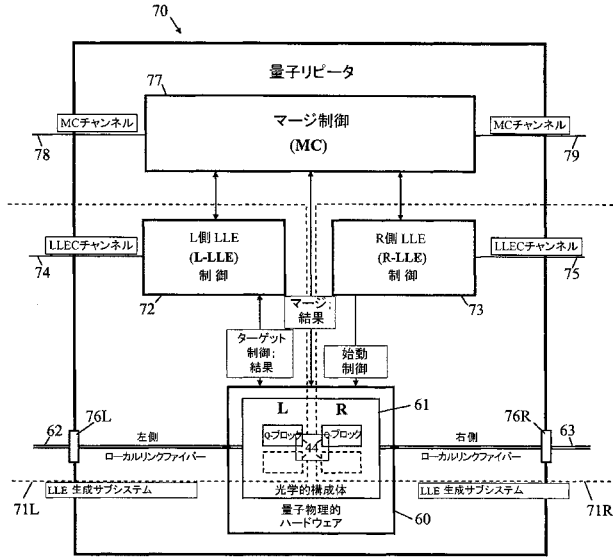 70
量子リピータ
77
MCチャンネル
マージ制御
(MC)
MCチャンネル
78
79
L側 LLE
(L-LLE)
制御
R側 LLE
(R-LLE)
制御
LLECチャンネル
LLECチャンネル
74
75
72
73
マージ;
結果
ターゲット
制御;
結果
始動
制御
62
76L
左側
ローカルリンクファイバー
L
R
61
Q-ブロック
Q-ブロック
44
76R
63
右側
ローカルリンクファイバー
71L
LLE 生成サブシステム
光学的構成体
量子物理的
ハードウェア
60
LLE 生成サブシステム
71R